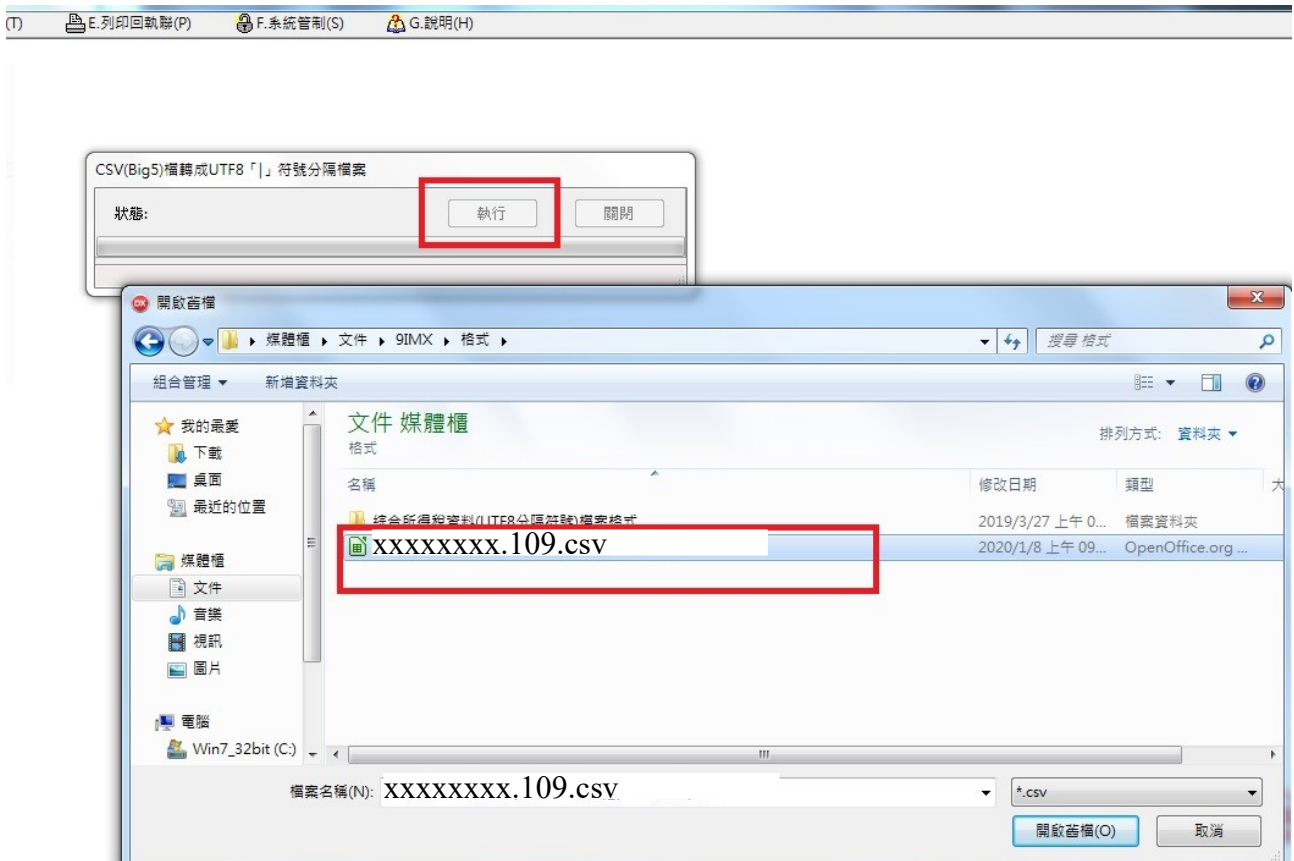 (T) E.列印回執聯(P) F.系統管制(S) G.說明(H)
CSV(Big5)檔轉成UTF8「|」符號分隔檔案
狀態: 執行 關閉
開啟舊檔
媒體櫃 文件 9IMX 格式 搜尋 格式
組合管理 新增資料夾
我的最愛
下載
桌面
最近的位置
媒體櫃
文件
音樂
視訊
圖片
電腦
Win7_32bit (C:)
文件 媒體櫃
格式
排列方式: 資料夾
名稱 修改日期 類型 大
綜合所得稅資料(UTF8分隔符號)檔案格式 2019/3/27 上午 0... 檔案資料夾
xxxxxxxx.109.csv 2020/1/8 上午 09... OpenOffice.org ...
檔案名稱(N): xxxxxxxx.109.csv *.csv
開啟舊檔(O) 取消